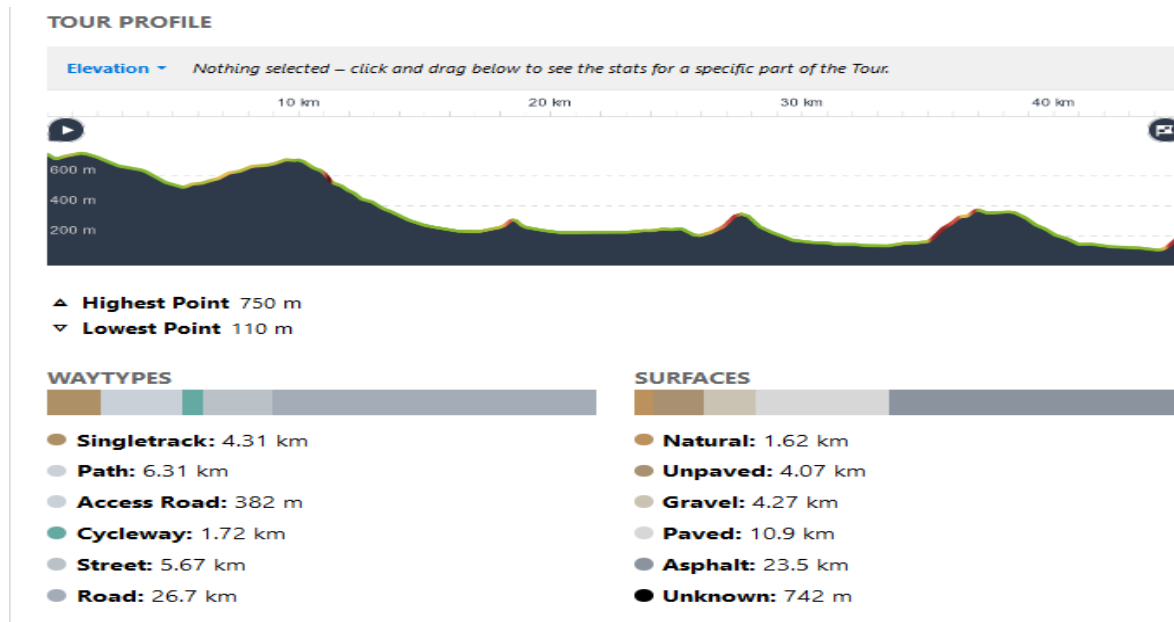 TOUR PROFILE
Elevation Nothing selected – click and drag below to see the stats for a specific part of the Tour.
10 km 20 km 30 km 40 km
600 m
400 m
200 m
Highest Point 750 m
Lowest Point 110 m
WAYTYPES
Singletrack: 4.31 km
Path: 6.31 km
Access Road: 382 m
Cycleway: 1.72 km
Street: 5.67 km
Road: 26.7 km
SURFACES
Natural: 1.62 km
Unpaved: 4.07 km
Gravel: 4.27 km
Paved: 10.9 km
Asphalt: 23.5 km
Unknown: 742 m